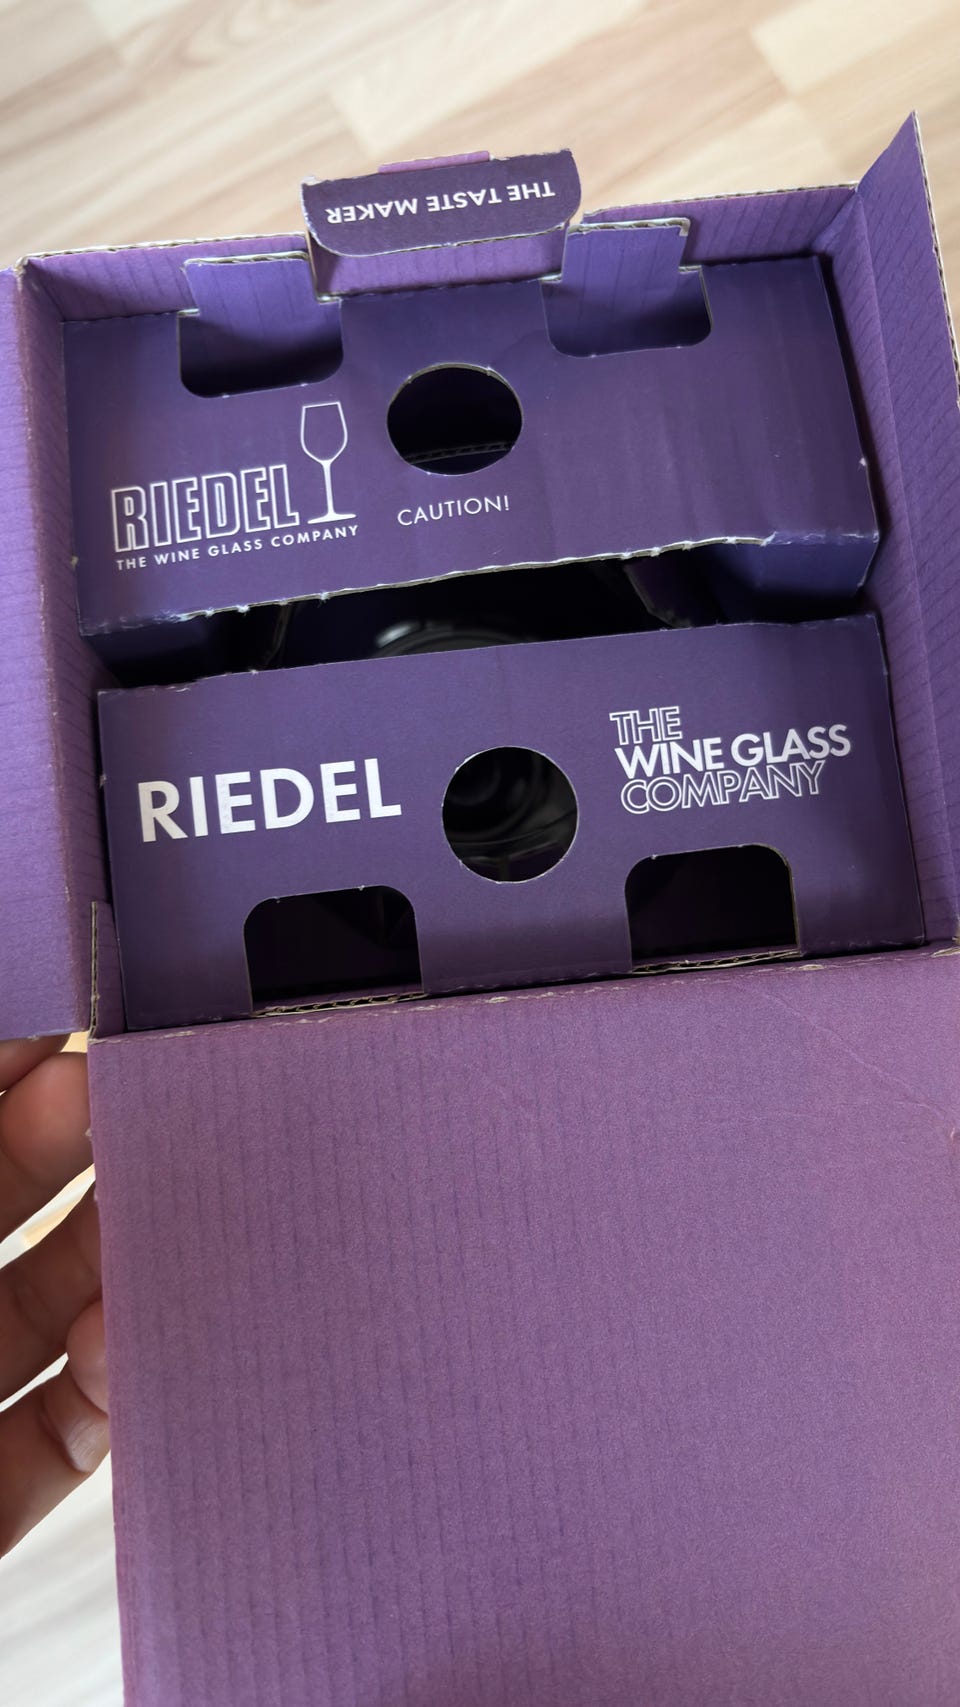 THE TASTE MAKER
RIEDEL
THE WINE GLASS COMPANY
CAUTION!
RIEDEL
THE
WINE GLASS
COMPANY